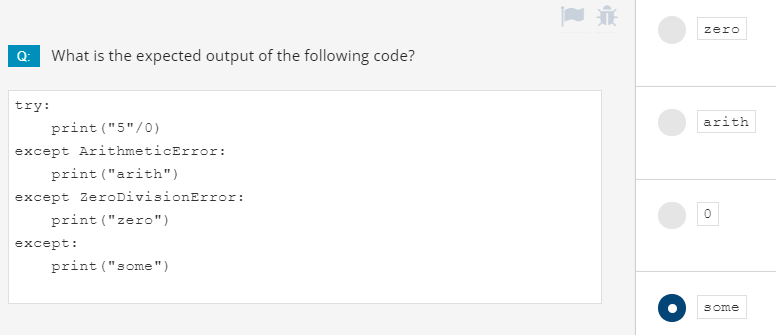 Q: What is the expected output of the following code?
try:
    print("5"/0)
except ArithmeticError:
    print("arith")
except ZeroDivisionError:
    print("zero")
except:
    print("some")
zero
arith
0
some